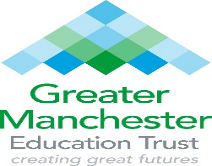 Greater
Manchester
Education Trust
creating great futures